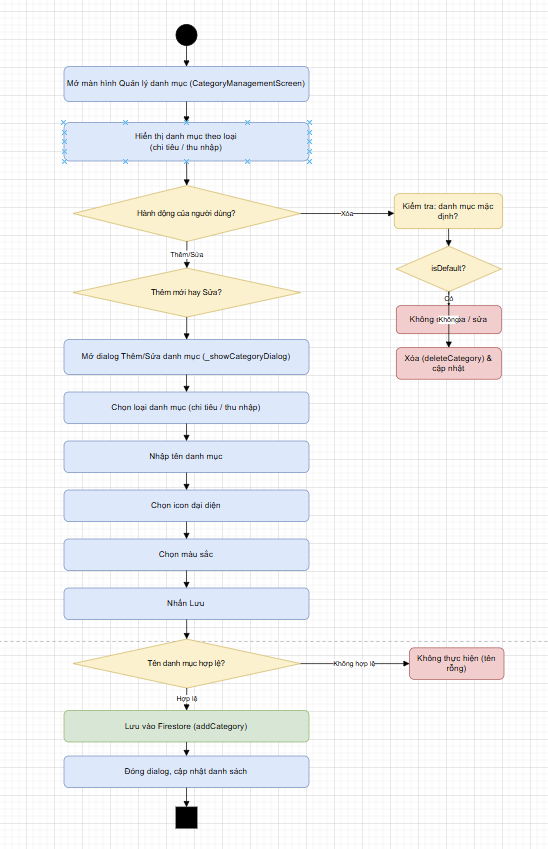 Mở màn hình Quản lý danh mục (CategoryManagementScreen)
Hiển thị danh mục theo loại
(chi tiêu / thu nhập)
Hành động của người dùng?
Xóa
Kiểm tra: danh mục mặc
định?
Thêm/Sửa
isDefault?
Thêm mới hay Sửa?
Có
Không
/ sửa
Không
Mở dialog Thêm/Sửa danh mục (_showCategoryDialog)
Xóa (deleteCategory) &
cập nhật
Chọn loại danh mục (chi tiêu / thu nhập)
Nhập tên danh mục
Chọn icon đại diện
Chọn màu sắc
Nhấn Lưu
Tên danh mục hợp lệ?
Không hợp lệ
Không thực hiện (tên
rỗng)
Hợp lệ
Lưu vào Firestore (addCategory)
Đóng dialog, cập nhật danh sách